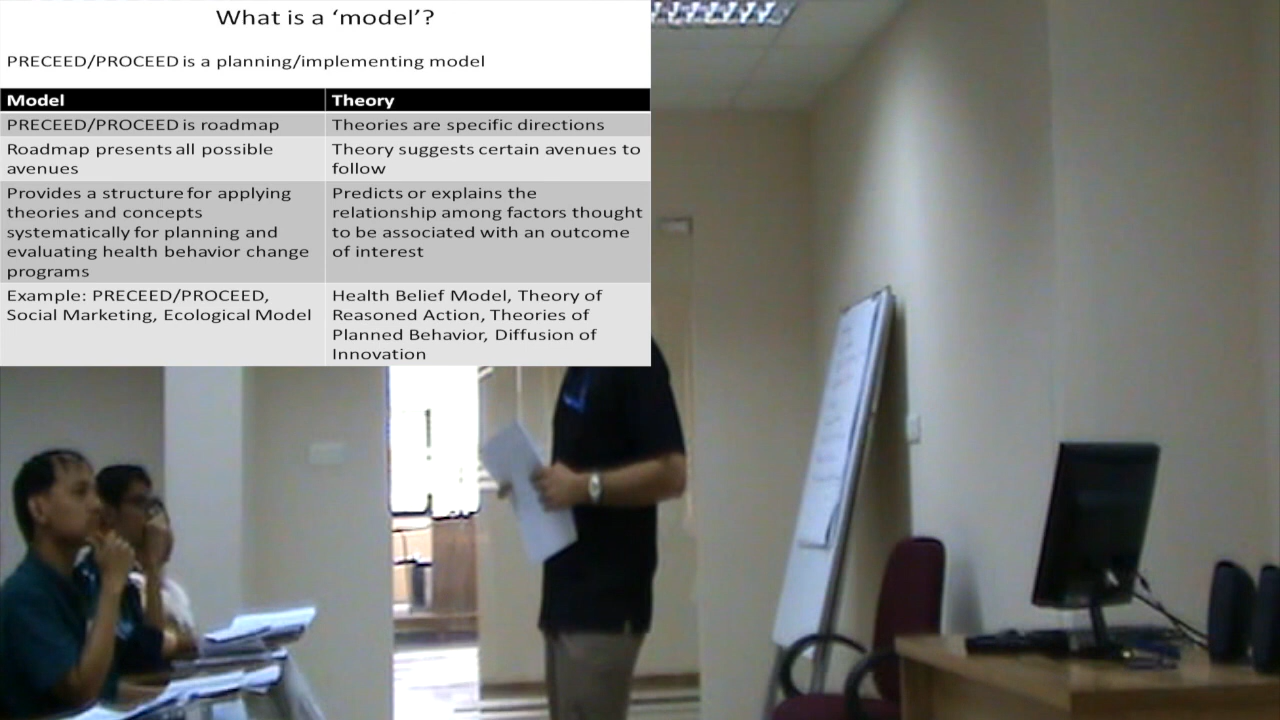 What is a ‘model’?
PRECEED/PROCEED is a planning/implementing model
Model
Theory
PRECEED/PROCEED is roadmap
Theories are specific directions
Roadmap presents all possible
avenues
Theory suggests certain avenues to
follow
Provides a structure for applying
theories and concepts
systematically for planning and
evaluating health behavior change
programs
Predicts or explains the
relationship among factors thought
to be associated with an outcome
of interest
Example: PRECEED/PROCEED,
Social Marketing, Ecological Model
Health Belief Model, Theory of
Reasoned Action, Theories of
Planned Behavior, Diffusion of
Innovation